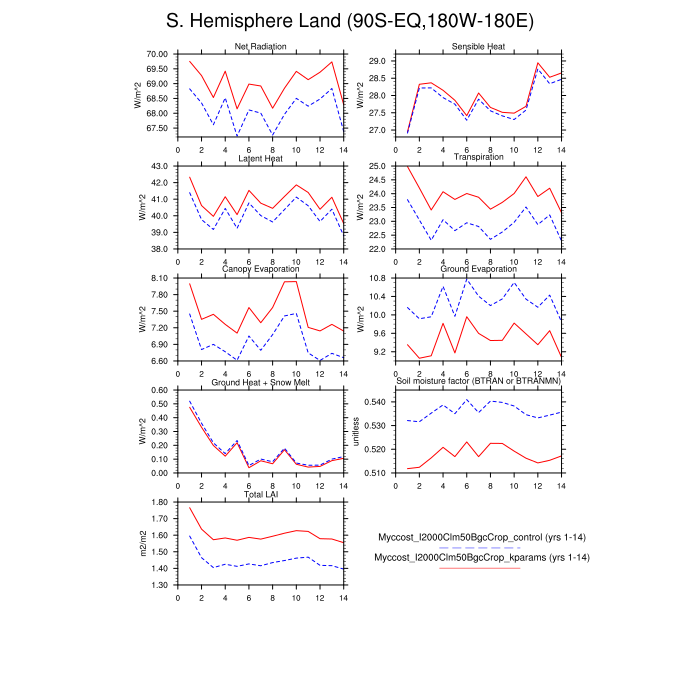 S. Hemisphere Land (90S-EQ,180W-180E)
Net Radiation
W/m^2
70.00
69.50
69.00
68.50
68.00
67.50
0 2 4 6 8 10 12 14
Sensible Heat
W/m^2
29.0
28.5
28.0
27.5
27.0
0 2 4 6 8 10 12 14
Latent Heat
W/m^2
43.0
42.0
41.0
40.0
39.0
38.0
0 2 4 6 8 10 12 14
Transpiration
W/m^2
25.0
24.0
23.5
23.0
22.5
22.0
0 2 4 6 8 10 12 14
Canopy Evaporation
W/m^2
8.10
7.80
7.50
7.20
6.90
6.60
0 2 4 6 8 10 12 14
Ground Evaporation
W/m^2
10.8
10.4
10.0
9.6
9.2
0 2 4 6 8 10 12 14
Ground Heat + Snow Melt
W/m^2
0.60
0.50
0.40
0.30
0.20
0.10
0.00
0 2 4 6 8 10 12 14
Soil moisture factor (BTRAN or BTRANMN)
unitless
0.540
0.530
0.520
0.510
0 2 4 6 8 10 12 14
Total LAI
m2/m2
1.80
1.70
1.60
1.50
1.40
1.30
0 2 4 6 8 10 12 14
Myccost_I2000Clm50BgcCrop_control (yrs 1-14)
Myccost_I2000Clm50BgcCrop_kparams (yrs 1-14)